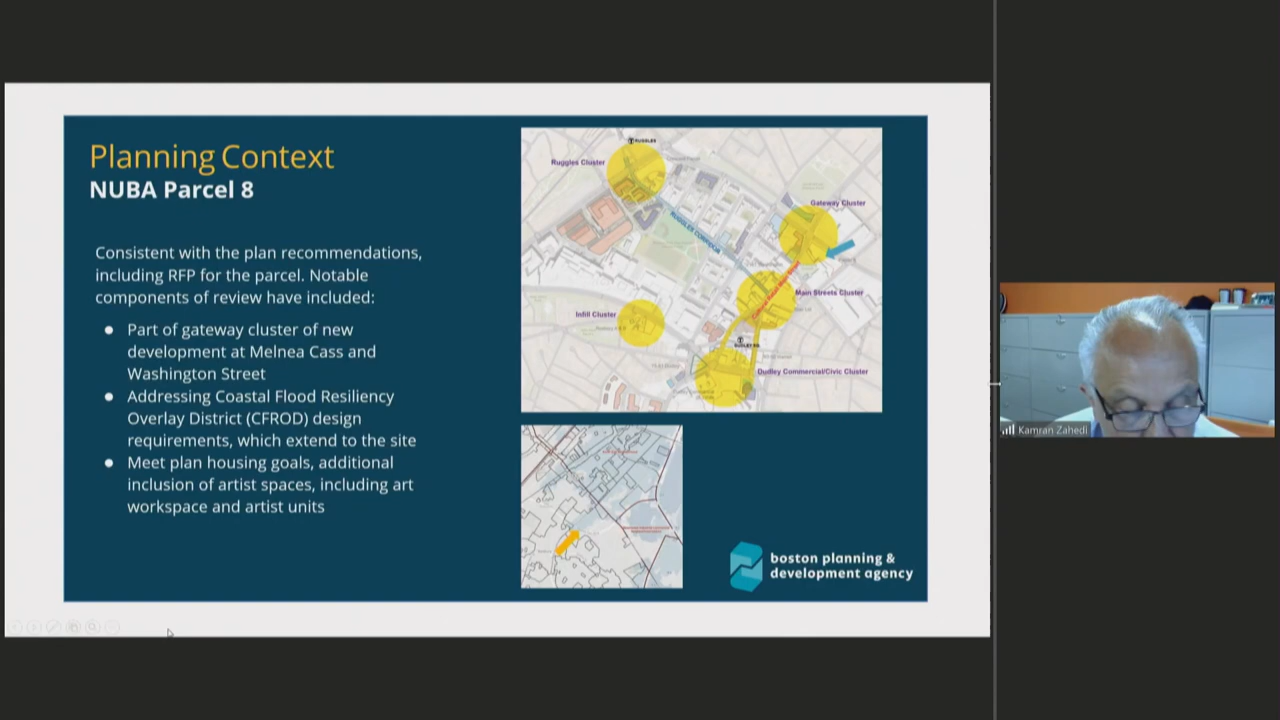 Planning Context
NUBA Parcel 8
Consistent with the plan recommendations,
including RFP for the parcel. Notable
components of review have included:
● Part of gateway cluster of new
development at Melnea Cass and
Washington Street
● Addressing Coastal Flood Resiliency
Overlay District (CFROD) design
requirements, which extend to the site
● Meet plan housing goals, additional
inclusion of artist spaces, including art
workspace and artist units
RUGGLES
Ruggles Cluster
Gateway Cluster
RUGGLES CORRIDOR
Main Streets Cluster
Infill Cluster
Dudley Commercial/Civic Cluster
boston planning &
development agency
Kamran Zahedi